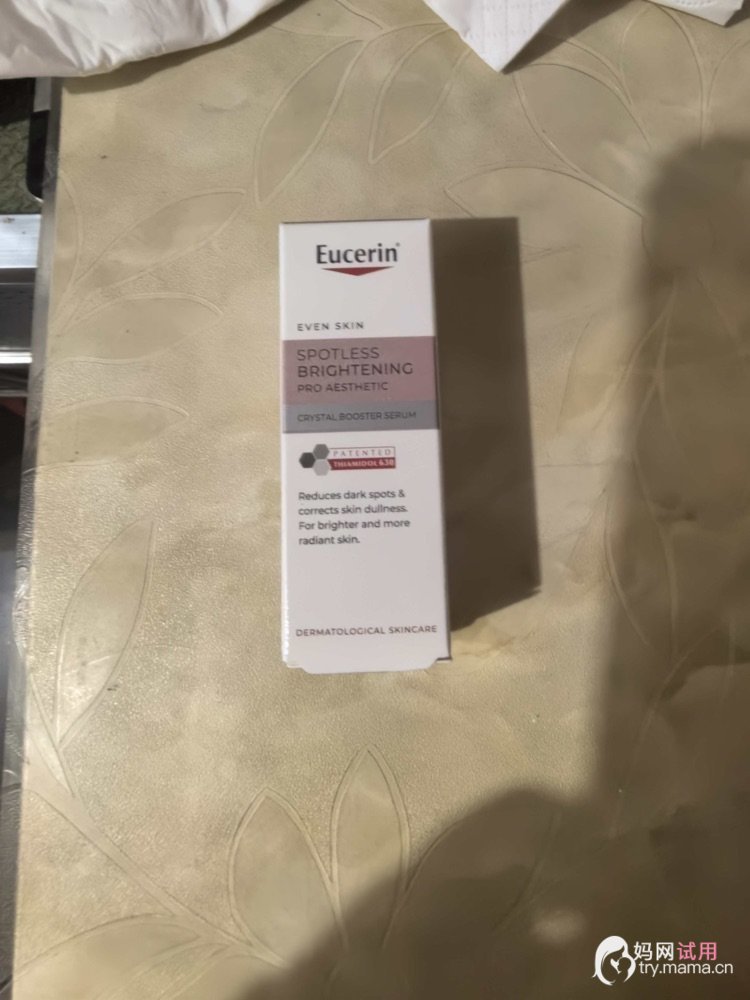 Eucerin®
EVEN SKIN
SPOTLESS
BRIGHTENING
PRO AESTHETIC
CRYSTAL BOOSTER SERUM
PATENTED
THIAMIDOL 630
Reduces dark spots &
corrects skin dullness.
For brighter and more
radiant skin.
DERMATOLOGICAL SKINCARE
妈网试用
try.mama.cn